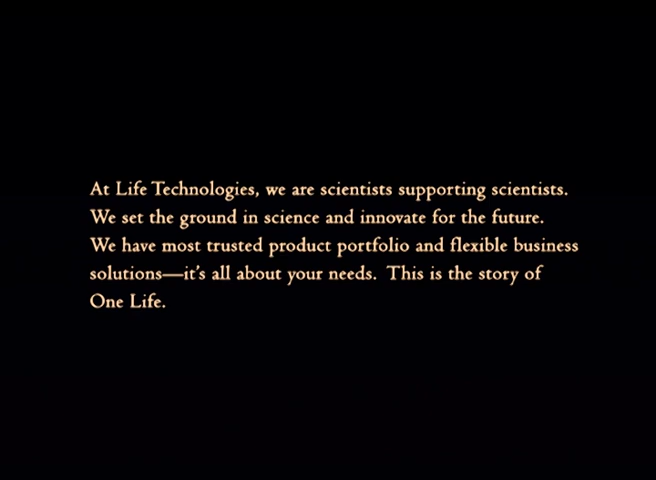 At Life Technologies, we are scientists supporting scientists.
We set the ground in science and innovate for the future.
We have most trusted product portfolio and flexible business
solutions—it's all about your needs. This is the story of
One Life.